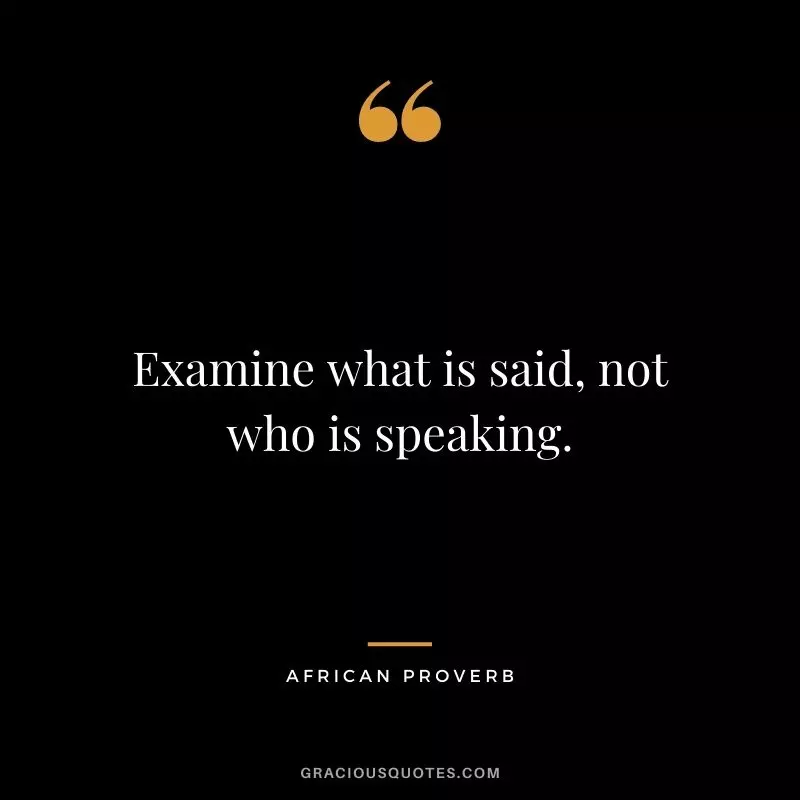 “
Examine what is said, not
who is speaking.
AFRICAN PROVERB
GRACIOUSQUOTES.COM